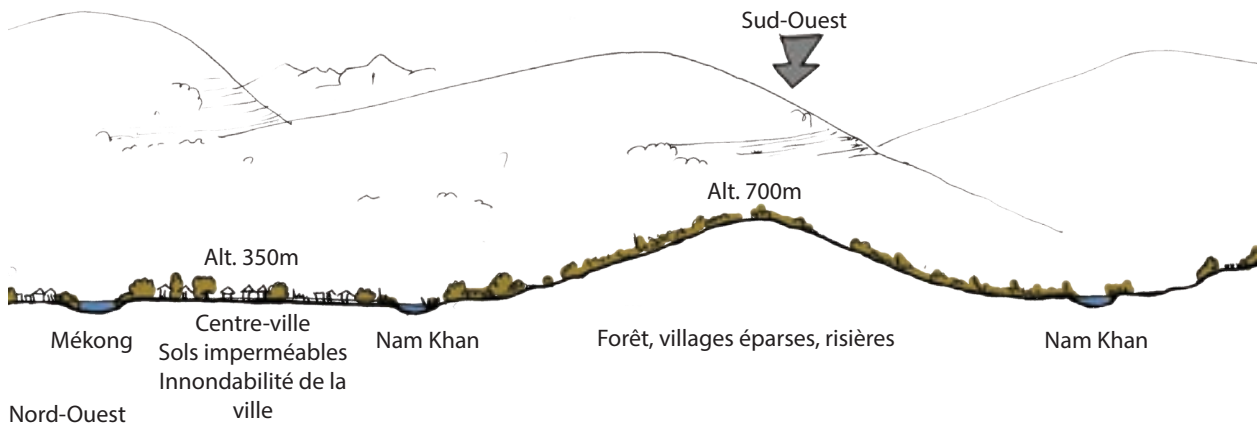 Sud-Ouest
Alt. 700m
Alt. 350m
Mékong
Centre-ville
Sols imperméables
Innondabilité de la
ville
Nam Khan
Forêt, villages éparses, risières
Nam Khan
Nord-Ouest